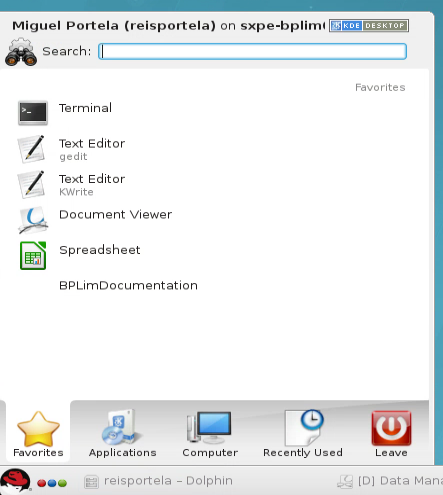 Miguel Portela (reisportela) on sxpe-bplim
KDE DESKTOP
Search:
Favorites
Terminal
Text Editor
gedit
Text Editor
KWrite
Document Viewer
Spreadsheet
BPLimDocumentation
Favorites
Applications
Computer
Recently Used
Leave
reisportela – Dolphin
[D] Data Man